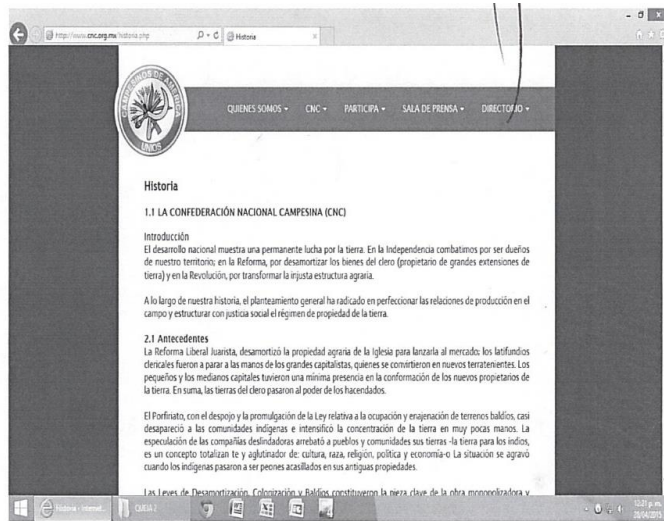 http://www.cnc.org.mx/historia.php
Historia
CAMPESINOS DE AMERICA
UNIOS
QUIENES SOMOS
CNC
PARTICIPA
SALA DE PRENSA
DIRECTORIO
Historia
1.1 LA CONFEDERACIÓN NACIONAL CAMPESINA (CNC)
Introducción
El desarrollo nacional muestra una permanente lucha por la tierra. En la Independencia combatimos por ser dueños
de nuestro territorio; en la Reforma, por desamortizar los bienes del clero (propietario de grandes extensiones de
tierra) y en la Revolución, por transformar la injusta estructura agraria.
A lo largo de nuestra historia, el planteamiento general ha radicado en perfeccionar las relaciones de producción en el
campo y estructurar con justicia social el régimen de propiedad de la tierra.
2.1 Antecedentes
La Reforma Liberal Juarista, desamortizó la propiedad agraria de la Iglesia para lanzarla al mercado; los latifundios
clericales fueron a parar a las manos de los grandes capitalistas, quienes se convirtieron en nuevos terratenientes. Los
pequeños y los medianos capitales tuvieron una mínima presencia en la conformación de los nuevos propietarios de
la tierra. En suma, las tierras del clero pasaron al poder de los hacendados.
El Porfiriato, con el despojo y la promulgación de la Ley relativa a la ocupación y enajenación de terrenos baldíos, casi
desapareció a las comunidades indígenas e intensificó la concentración de la tierra en muy pocas manos. La
especulación de las compañías deslindadoras arrebató a pueblos y comunidades sus tierras -la tierra para los indios,
es un concepto totalizan te y aglutinador de: cultura, raza, religión, política y economía-o La situación se agravó
cuando los indígenas pasaron a ser peones acasillados en sus antiguas propiedades.
Las Leyes de Desamortización, Colonización y Baldíos constituyeron la pieza clave de la obra monopolizadora y
Historia - Internet...
QUEJA 2
12:21 p.m.
28/04/2015